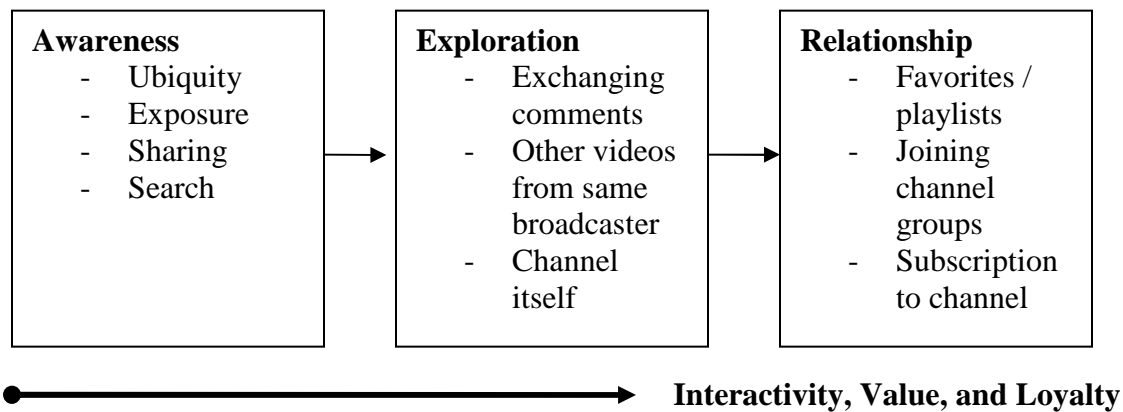 Awareness
- Ubiquity
- Exposure
- Sharing
- Search
Exploration
- Exchanging
comments
- Other videos
from same
broadcaster
- Channel
itself
Relationship
- Favorites /
playlists
- Joining
channel
groups
- Subscription
to channel
Interactivity, Value, and Loyalty